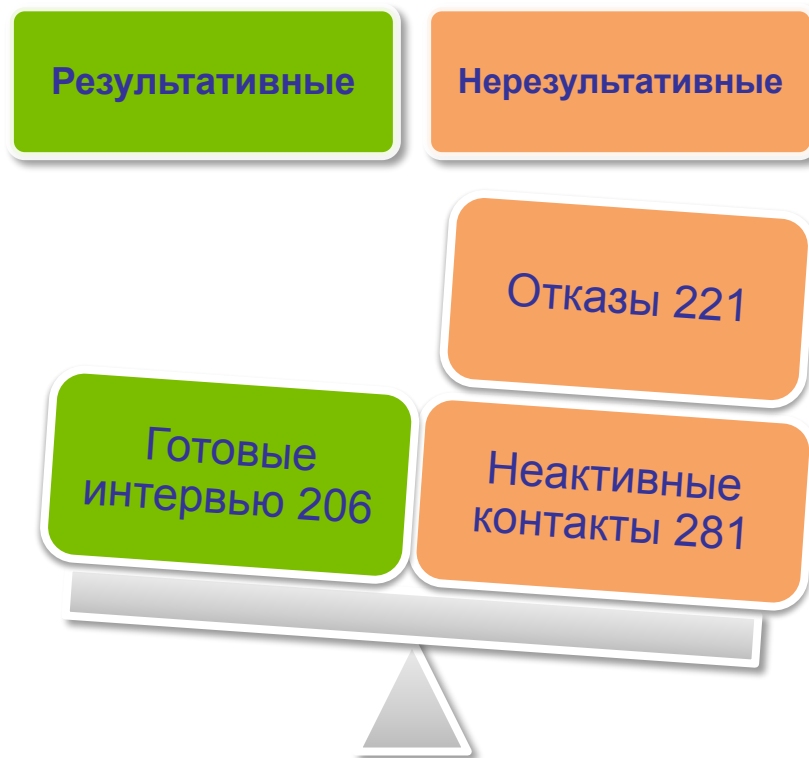 Результативные
Нерезультативные
Отказы 221
Готовые
интервью 206
Неактивные
контакты 281